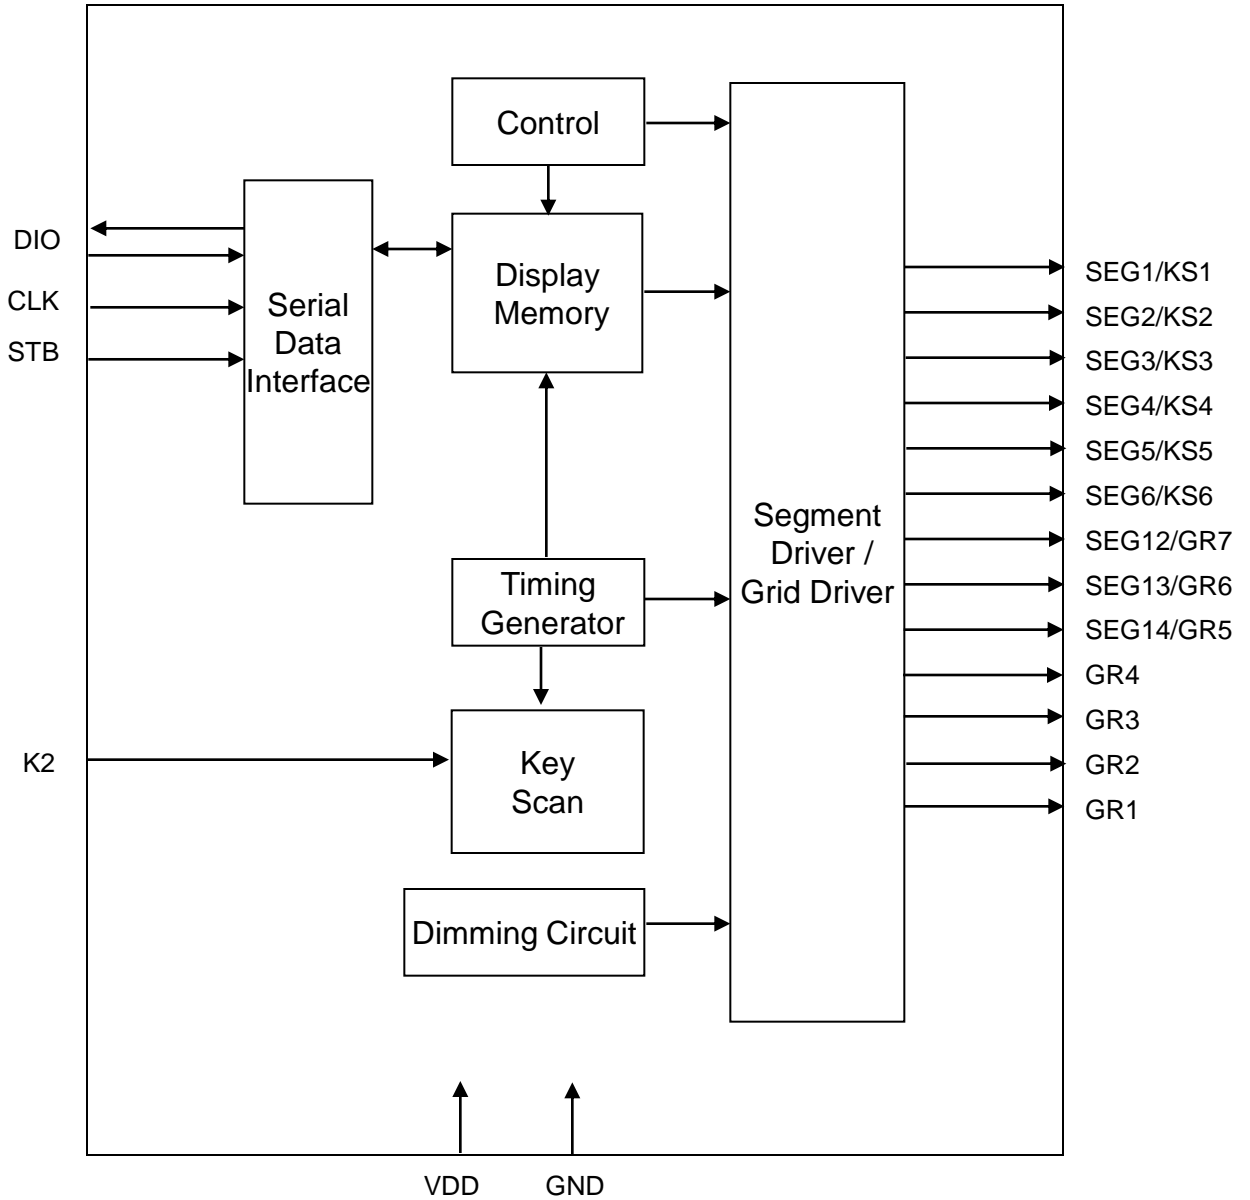 DIO
CLK
STB
K2
Serial
Data
Interface
Control
Display
Memory
Timing
Generator
Key
Scan
Dimming Circuit
Segment
Driver /
Grid Driver
SEG1/KS1
SEG2/KS2
SEG3/KS3
SEG4/KS4
SEG5/KS5
SEG6/KS6
SEG12/GR7
SEG13/GR6
SEG14/GR5
GR4
GR3
GR2
GR1
VDD
GND